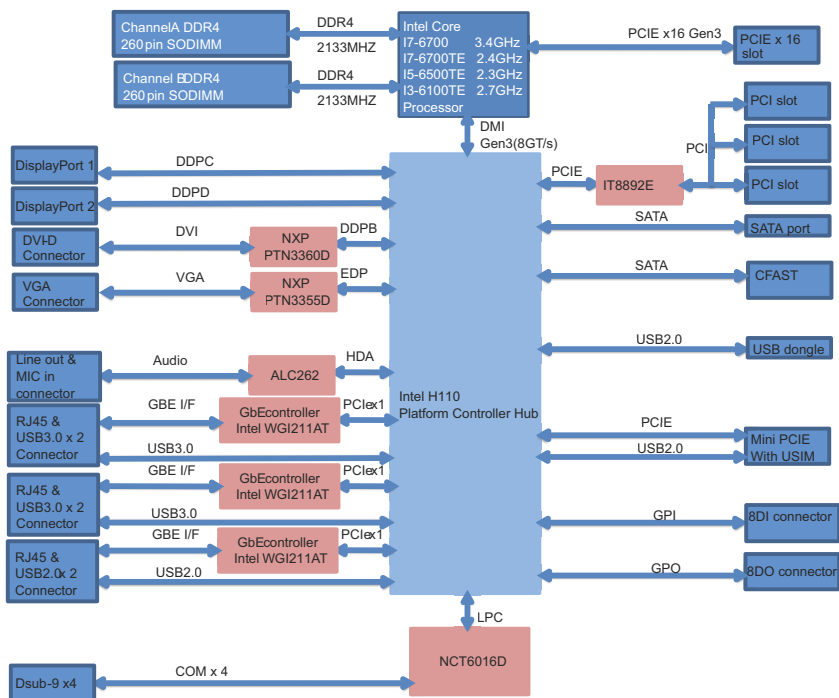 ChannelA DDR4
260 pin SODIMM
DDR4
2133MHZ
Channel BDDR4
260 pin SODIMM
DDR4
2133MHZ
Intel Core
I7-6700 3.4GHz
I7-6700TE 2.4GHz
I5-6500TE 2.3GHz
I3-6100TE 2.7GHz
Processor
PCIE x16 Gen3
PCIE x 16
slot
DMI
Gen3(8GT/s)
PCI slot
PCI slot
PCI slot
PCI
PCIE
IT8892E
DisplayPort 1
DDPC
DisplayPort 2
DDPD
DVI-D
Connector
DVI
NXP
PTN3360D
DDPB
VGA
Connector
VGA
NXP
PTN3355D
EDP
SATA
SATA port
SATA
CFAST
USB2.0
USB dongle
Line out &
MIC in
connector
Audio
ALC262
HDA
Intel H110
Platform Controller Hub
RJ45 &
USB3.0 x 2
Connector
GBE I/F
GbEcontroller
Intel WGI211AT
PCIex1
USB3.0
RJ45 &
USB3.0 x 2
Connector
GBE I/F
GbEcontroller
Intel WGI211AT
PCIex1
USB3.0
RJ45 &
USB2.0x 2
Connector
GBE I/F
GbEcontroller
Intel WGI211AT
PCIex1
USB2.0
PCIE
USB2.0
Mini PCIE
With USIM
GPI
8DI connector
GPO
8DO connector
LPC
NCT6016D
COM x 4
Dsub-9 x4